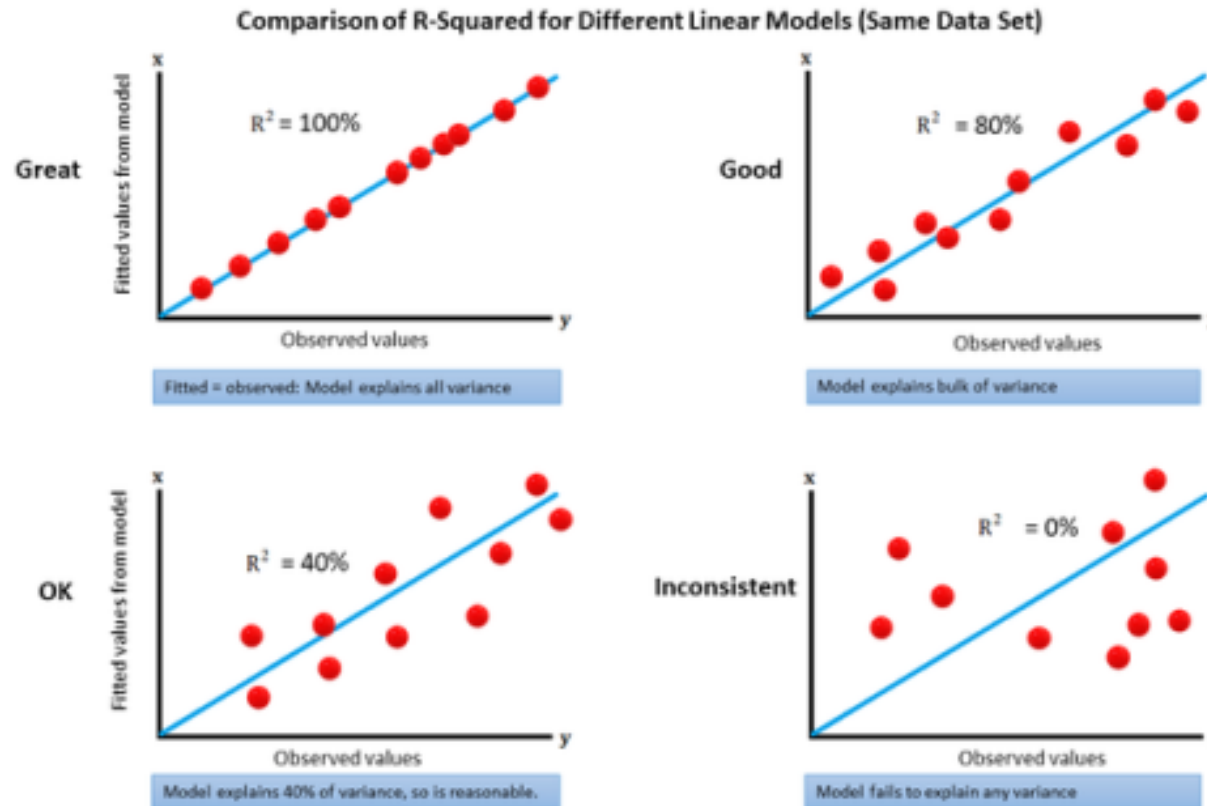 Comparison of R-Squared for Different Linear Models (Same Data Set)
Great
x
Fitted values from model
R² = 100%
y
Observed values
Fitted = observed: Model explains all variance
Good
x
R² = 80%
Observed values
Model explains bulk of variance
OK
x
Fitted values from model
R² = 40%
y
Observed values
Model explains 40% of variance, so is reasonable.
Inconsistent
x
R² = 0%
Observed values
Model fails to explain any variance